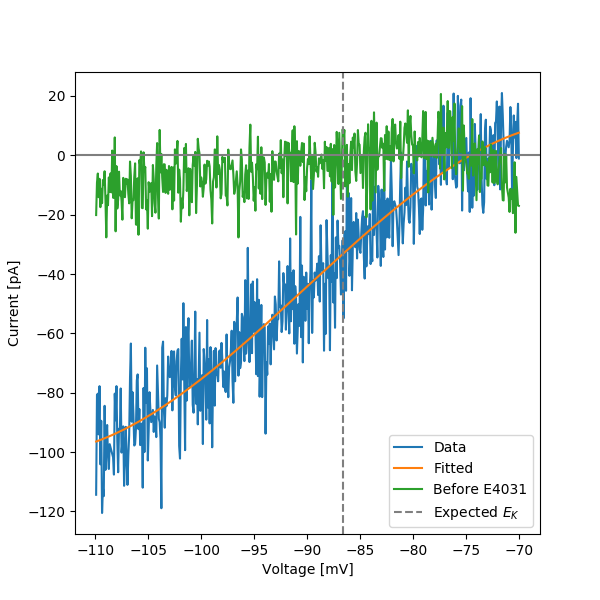 20
0
−20
−40
−60
−80
−100
−120
Current [pA]
−110
−105
−100
−95
−90
−85
−80
−75
−70
Voltage [mV]
Data
Fitted
Before E4031
Expected E_K